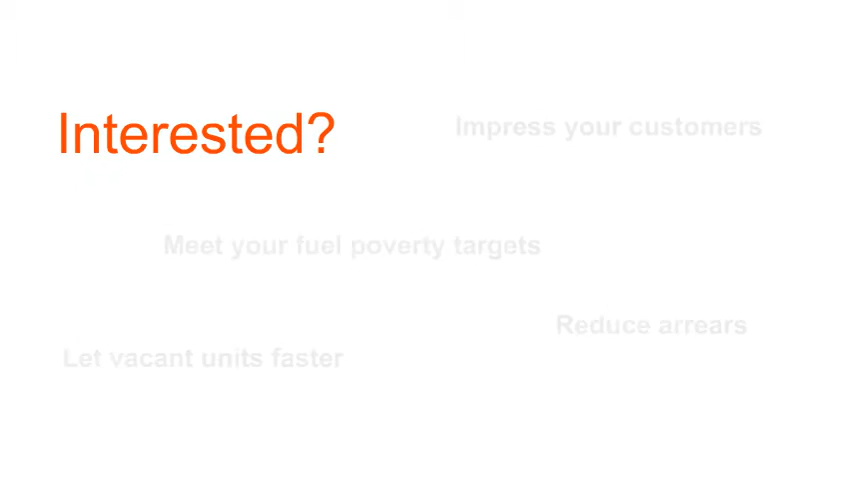 Interested?
Impress your customers
Meet your fuel poverty targets
Reduce arrears
Let vacant units faster